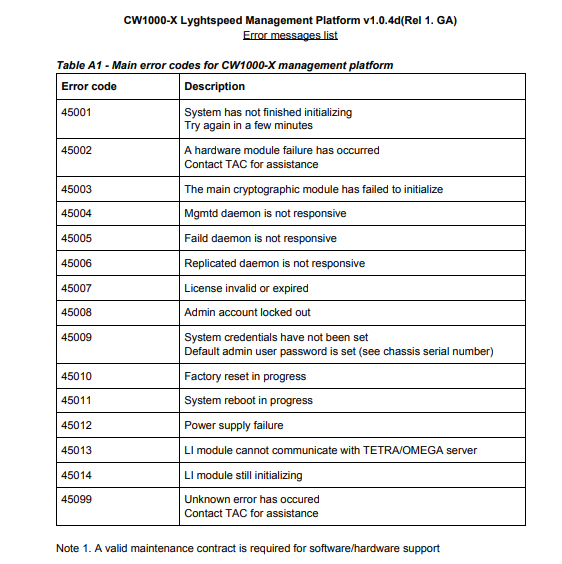 CW1000-X Lyghtspeed Management Platform v1.0.4d(Rel 1. GA)
Error messages list
Table A1 - Main error codes for CW1000-X management platform
Error code Description
45001 System has not finished initializing
Try again in a few minutes
45002 A hardware module failure has occurred
Contact TAC for assistance
45003 The main cryptographic module has failed to initialize
45004 Mgmtd daemon is not responsive
45005 Faild daemon is not responsive
45006 Replicated daemon is not responsive
45007 License invalid or expired
45008 Admin account locked out
45009 System credentials have not been set
Default admin user password is set (see chassis serial number)
45010 Factory reset in progress
45011 System reboot in progress
45012 Power supply failure
45013 LI module cannot communicate with TETRA/OMEGA server
45014 LI module still initializing
45099 Unknown error has occured
Contact TAC for assistance
Note 1. A valid maintenance contract is required for software/hardware support